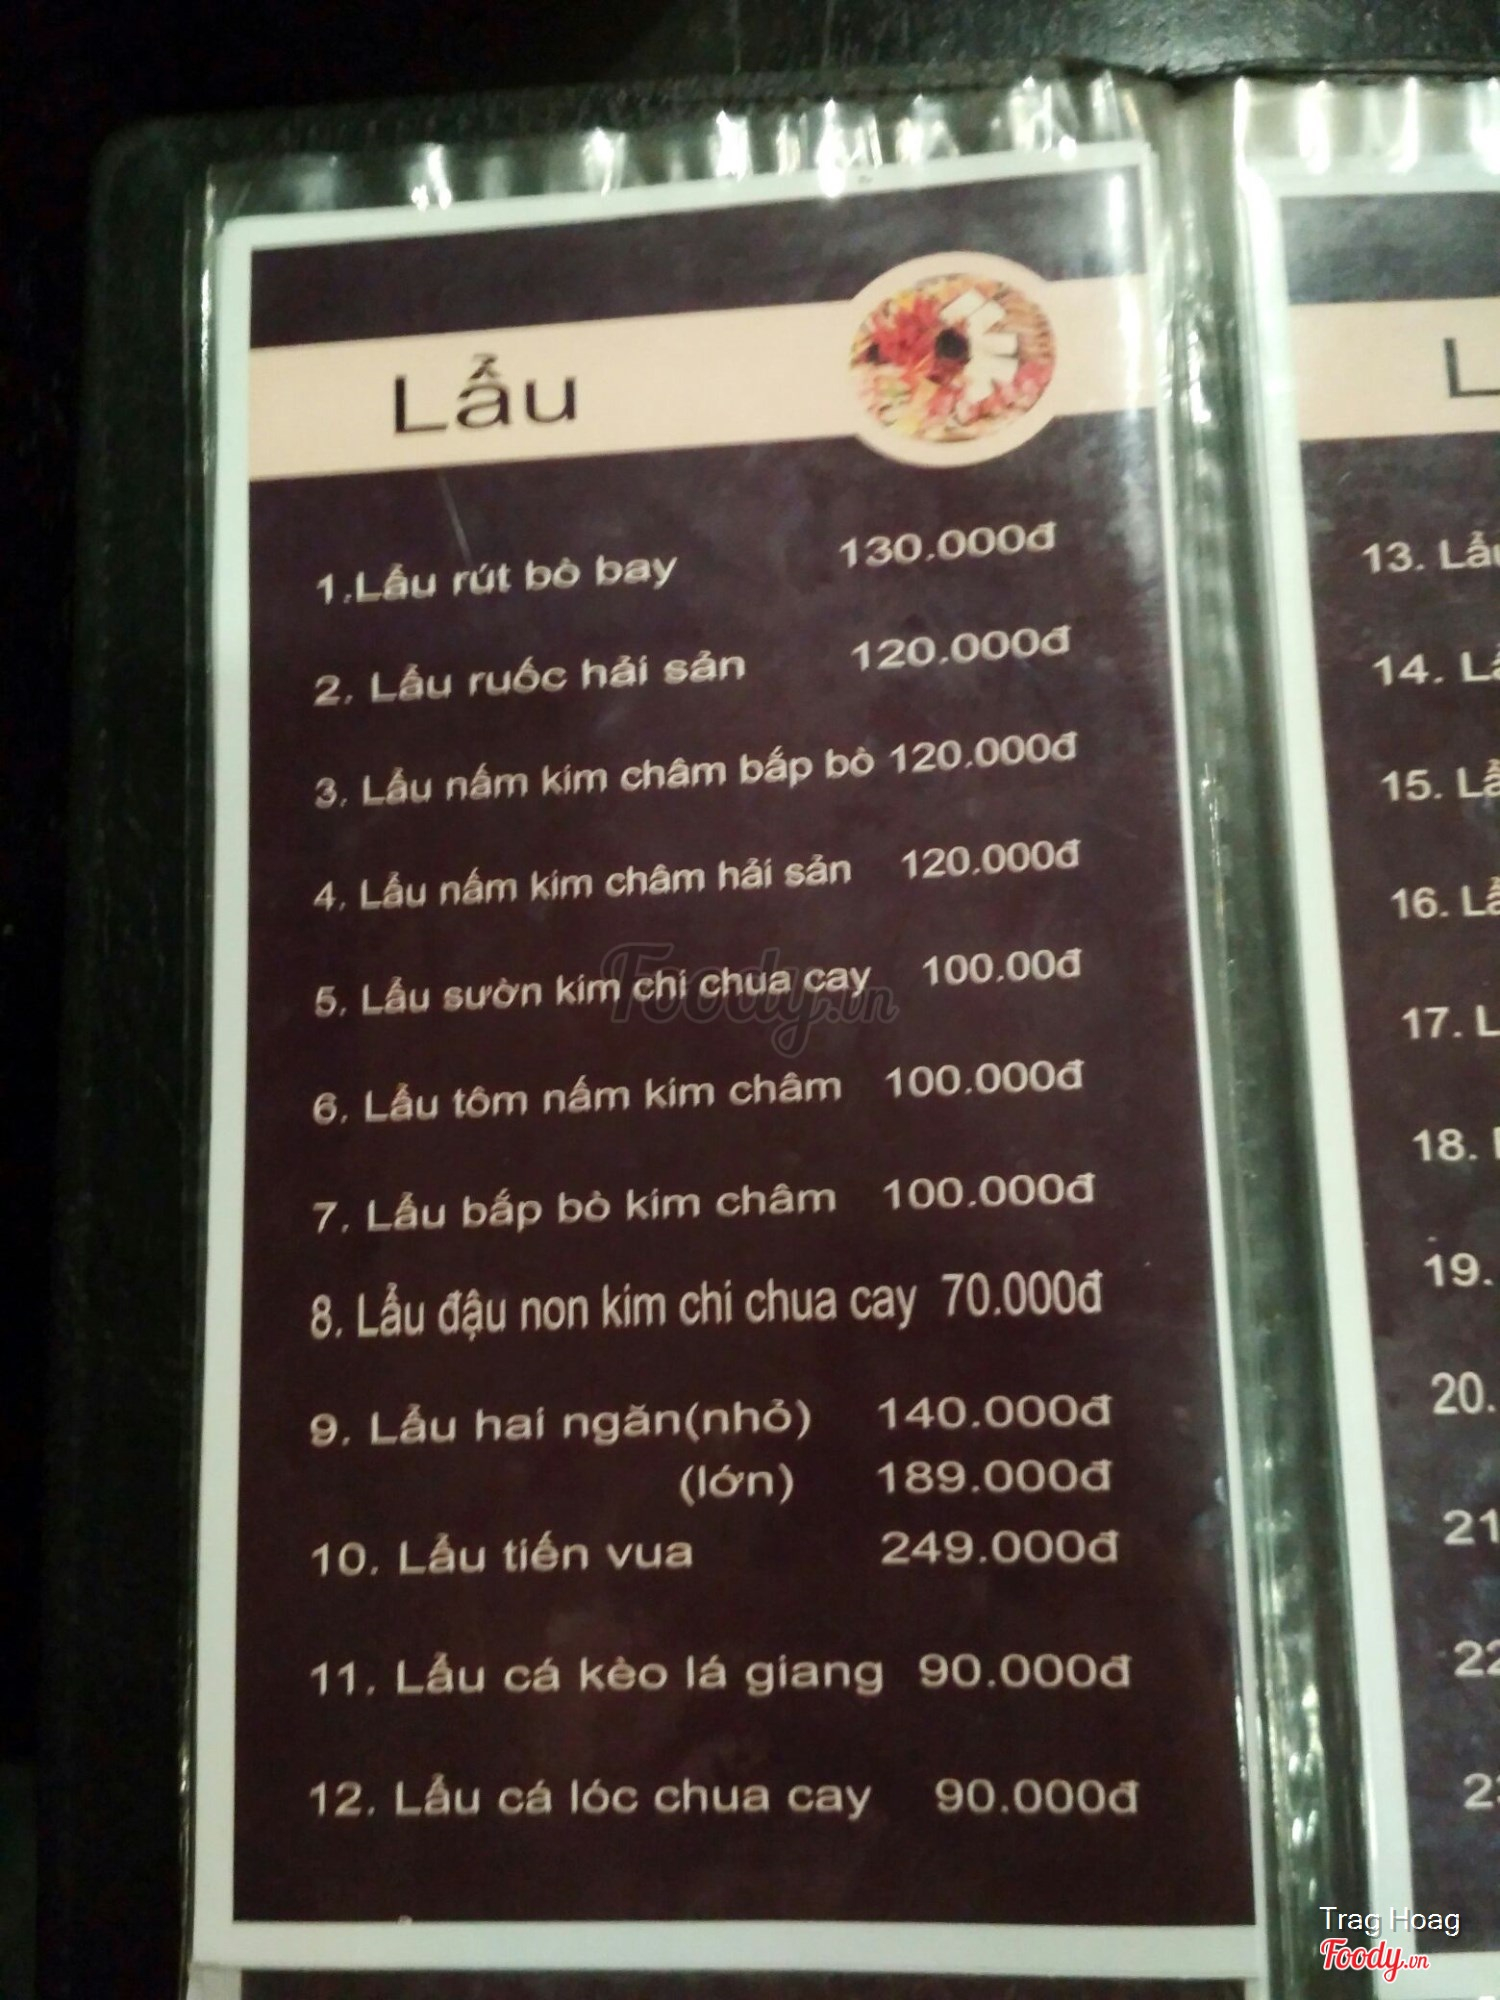 Lẩu
1.Lẩu rút bò bay 130.000đ
2. Lẩu ruốc hải sản 120.000đ
3. Lẩu nấm kim châm bắp bò 120.000đ
4. Lẩu nấm kim châm hải sản 120.000đ
5. Lẩu sườn kim chi chua cay 100.00đ
6. Lẩu tôm nấm kim châm 100.000đ
7. Lẩu bắp bò kim châm 100.000đ
8. Lẩu đậu non kim chi chua cay 70.000đ
9. Lẩu hai ngăn(nhỏ) 140.000đ
(lớn) 189.000đ
10. Lẩu tiến vua 249.000đ
11. Lẩu cá kèo lá giang 90.000đ
12. Lẩu cá lóc chua cay 90.000đ
13.
14.
15.
16.
17.
18.
19.
20.
Foody.vn
Trag Hoag
Foody.vn